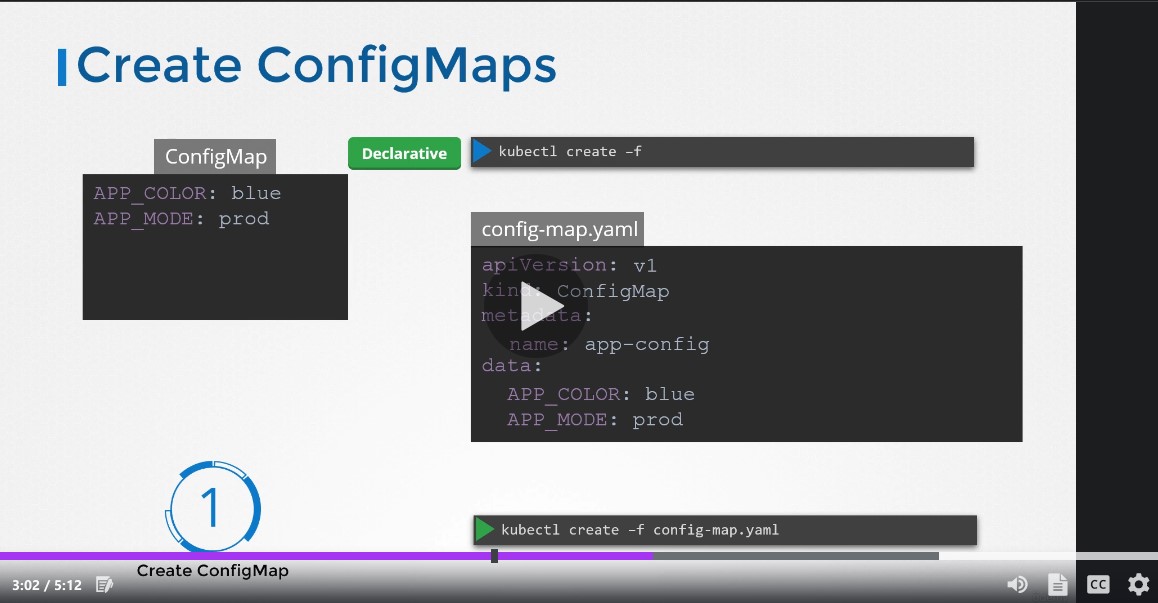 Create ConfigMaps
ConfigMap
APP_COLOR: blue
APP_MODE: prod
Declarative
kubectl create –f
config-map.yaml
apiVersion: v1
kind: ConfigMap
metadata:
name: app-config
data:
APP_COLOR: blue
APP_MODE: prod
1
Create ConfigMap
kubectl create –f config-map.yaml
3:02 / 5:12
CC